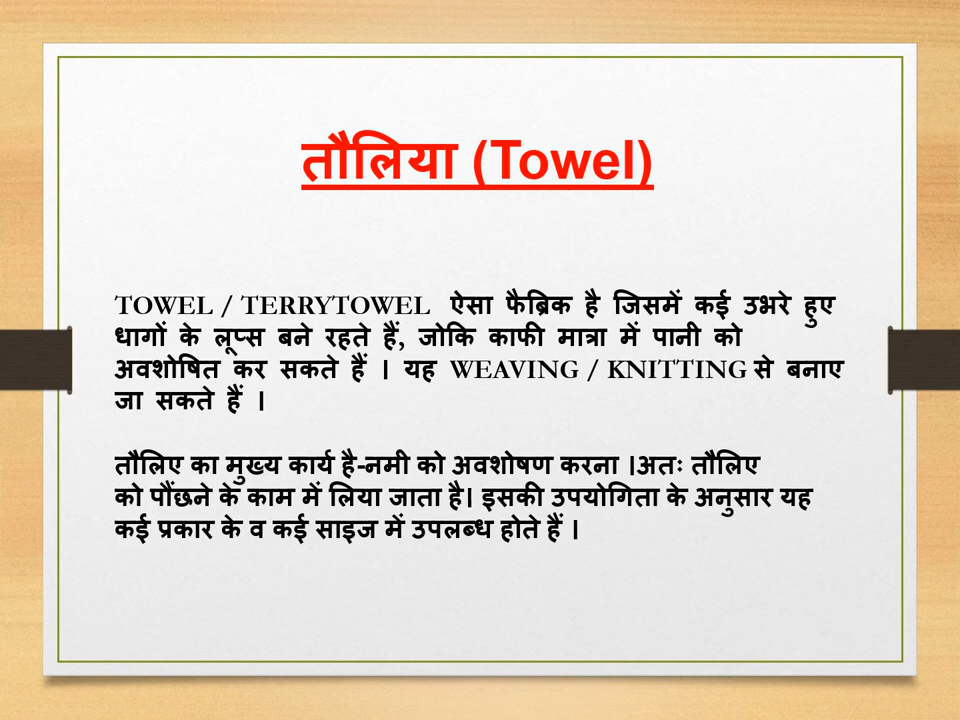 तौलिया (Towel)
TOWEL / TERRYTOWEL ऐसा फैब्रिक है जिसमें कई उभरे हुए
धागों के लूप्स बने रहते हैं, जोकि काफी मात्रा में पानी को
अवशोषित कर सकते हैं । यह WEAVING / KNITTING से बनाए
जा सकते हैं ।
तौलिए का मुख्य कार्य है-नमी को अवशोषण करना ।अतः तौलिए
को पौंछने के काम में लिया जाता है। इसकी उपयोगिता के अनुसार यह
कई प्रकार के व कई साइज में उपलब्ध होते हैं ।